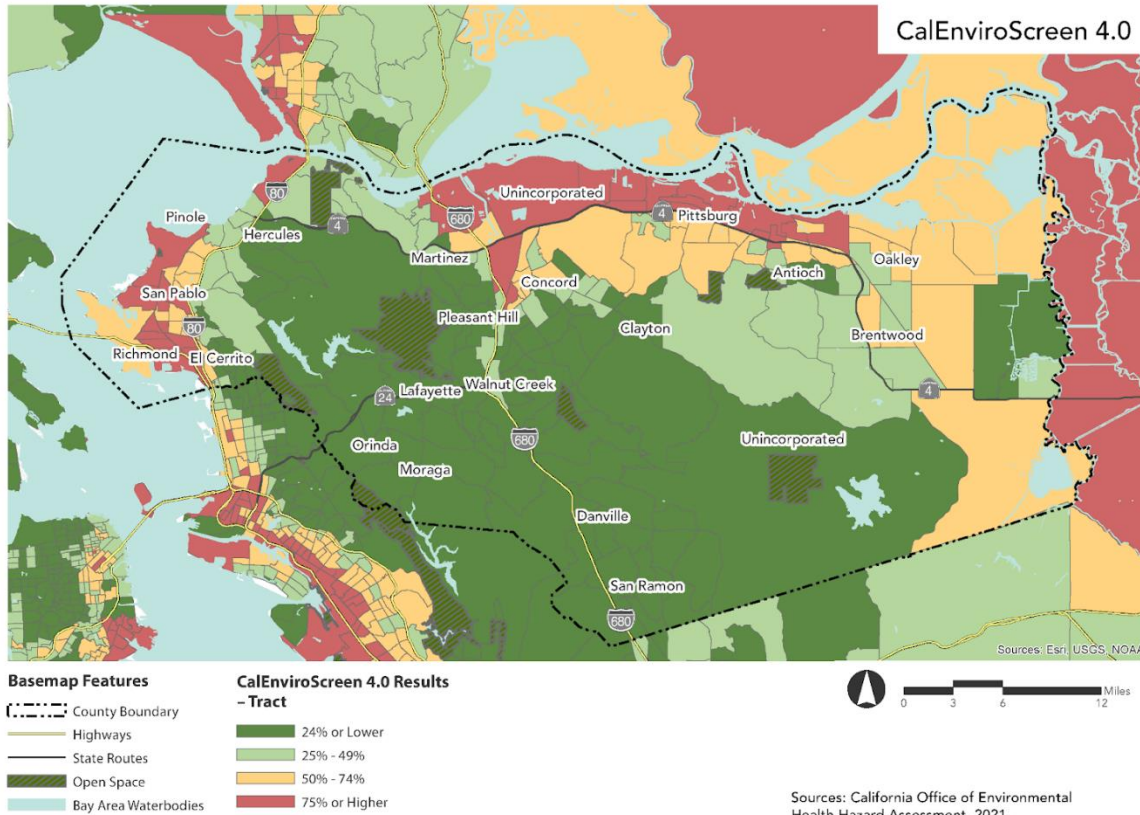 CalEnviroScreen 4.0
80
Unincorporated
Pinole
680
4
Pittsburg
Hercules
4
Martinez
Oakley
Antioch
Concord
San Pablo
80
Pleasant Hill
Clayton
Brentwood
Richmond
El Cerrito
Walnut Creek
4
Lafayette
24
680
Unincorporated
Orinda
Moraga
Danville
San Ramon
680
Sources: Esri, USGS, NOAA
Basemap Features
County Boundary
Highways
State Routes
Open Space
Bay Area Waterbodies
CalEnviroScreen 4.0 Results
– Tract
24% or Lower
25% - 49%
50% - 74%
75% or Higher
Miles
0 3 6 12
Sources: California Office of Environmental
Health Hazard Assessment, 2021